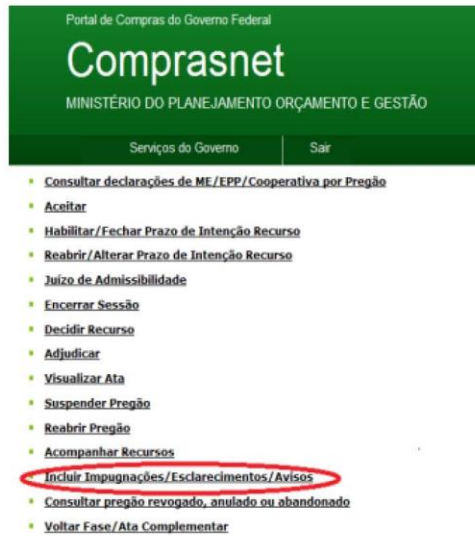 Portal de Compras do Governo Federal
Comprasnet
MINISTÉRIO DO PLANEJAMENTO ORÇAMENTO E GESTÃO
Serviços do Governo
Sair
Consultar declarações de ME/EPP/Cooperativa por Pregão
Aceitar
Habilitar/Fechar Prazo de Intenção Recurso
Reabrir/Alterar Prazo de Intenção Recurso
Juízo de Admissibilidade
Encerrar Sessão
Decidir Recurso
Adjudicar
Visualizar Ata
Suspender Pregão
Reabrir Pregão
Acompanhar Recursos
Incluir Impugnações/Esclarecimentos/Avisos
Consultar pregão revogado, anulado ou abandonado
Voltar Fase/Ata Complementar